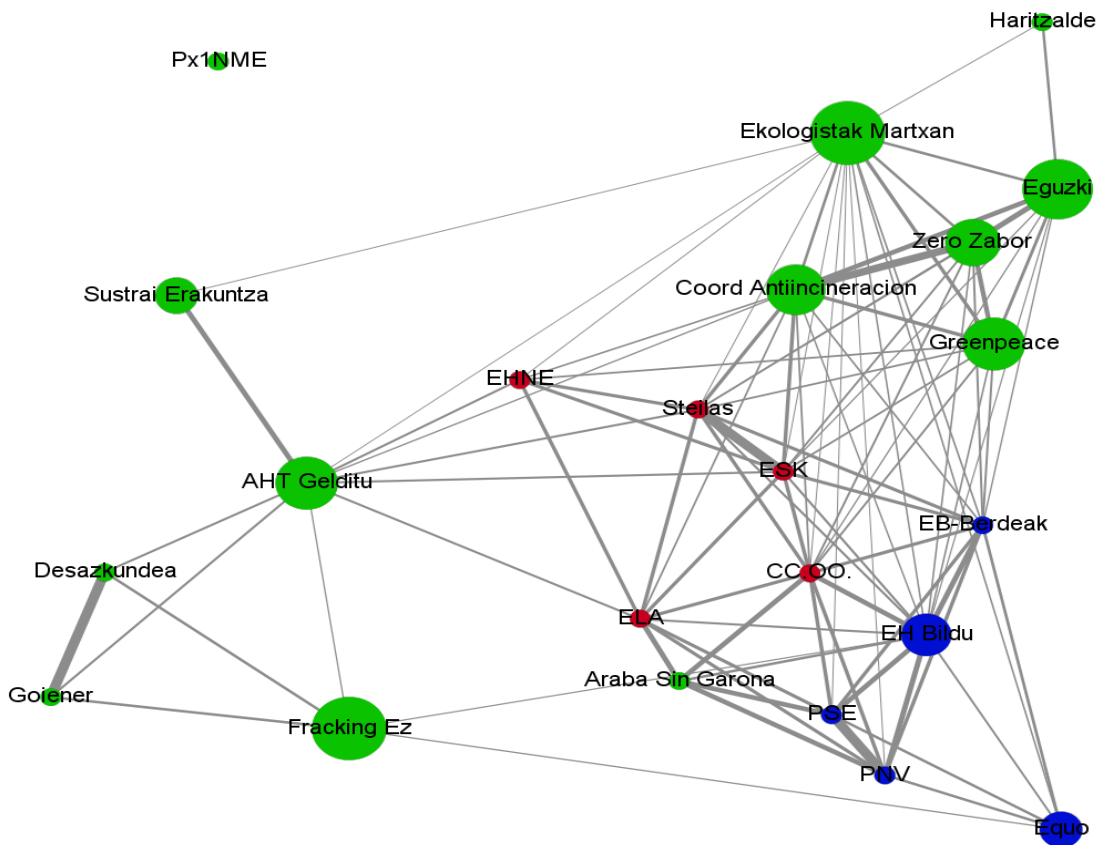 Haritzalde
Px1NME
Ekologistak Martxan
Eguzki
Zero Zabor
Coord Antiincineracion
Sustrai Erakuntza
Greenpeace
EHNE
Steilas
ESK
AHT Gelditu
EB-Berdeak
Desazkundea
CC.OO.
ELA
EH Bildu
Araba Sin Garona
Goiener
PSE
Fracking Ez
PNV
Equo